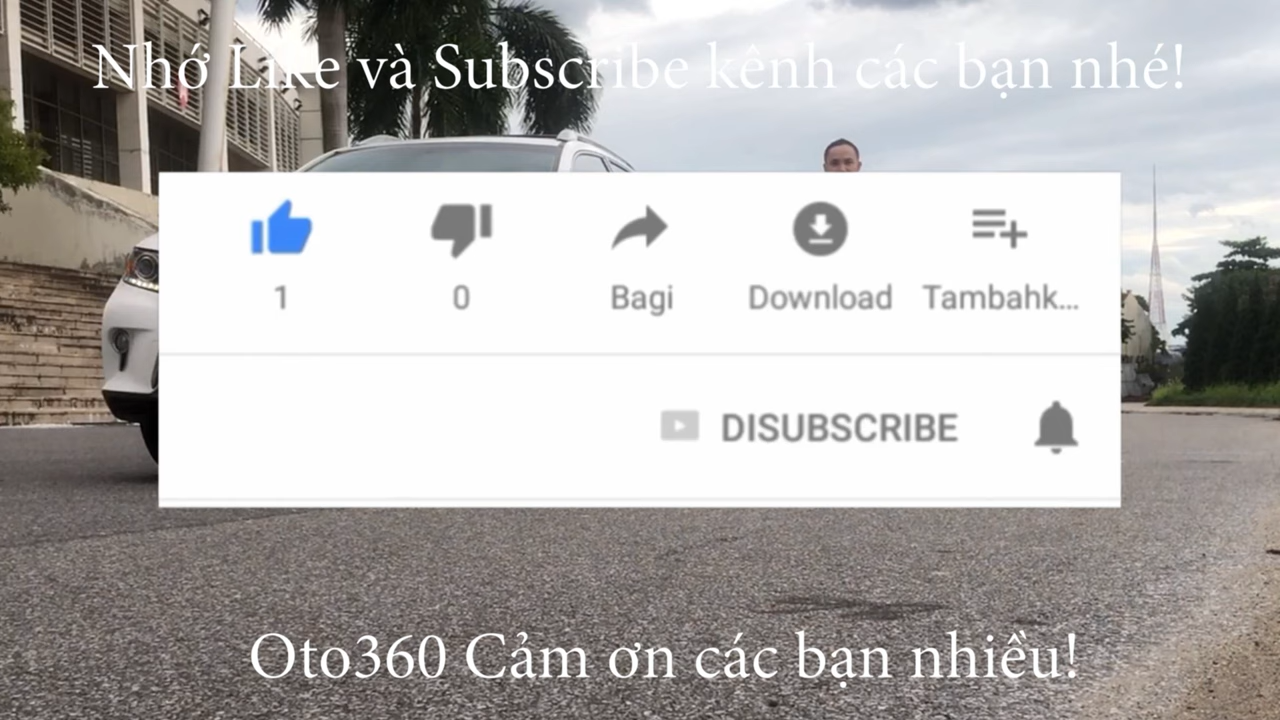 Nhớ Like và Subscribe kênh các bạn nhé!
1 0 Bagi Download Tambahk...
DISUBSCRIBE
Oto360 Cảm ơn các bạn nhiều!